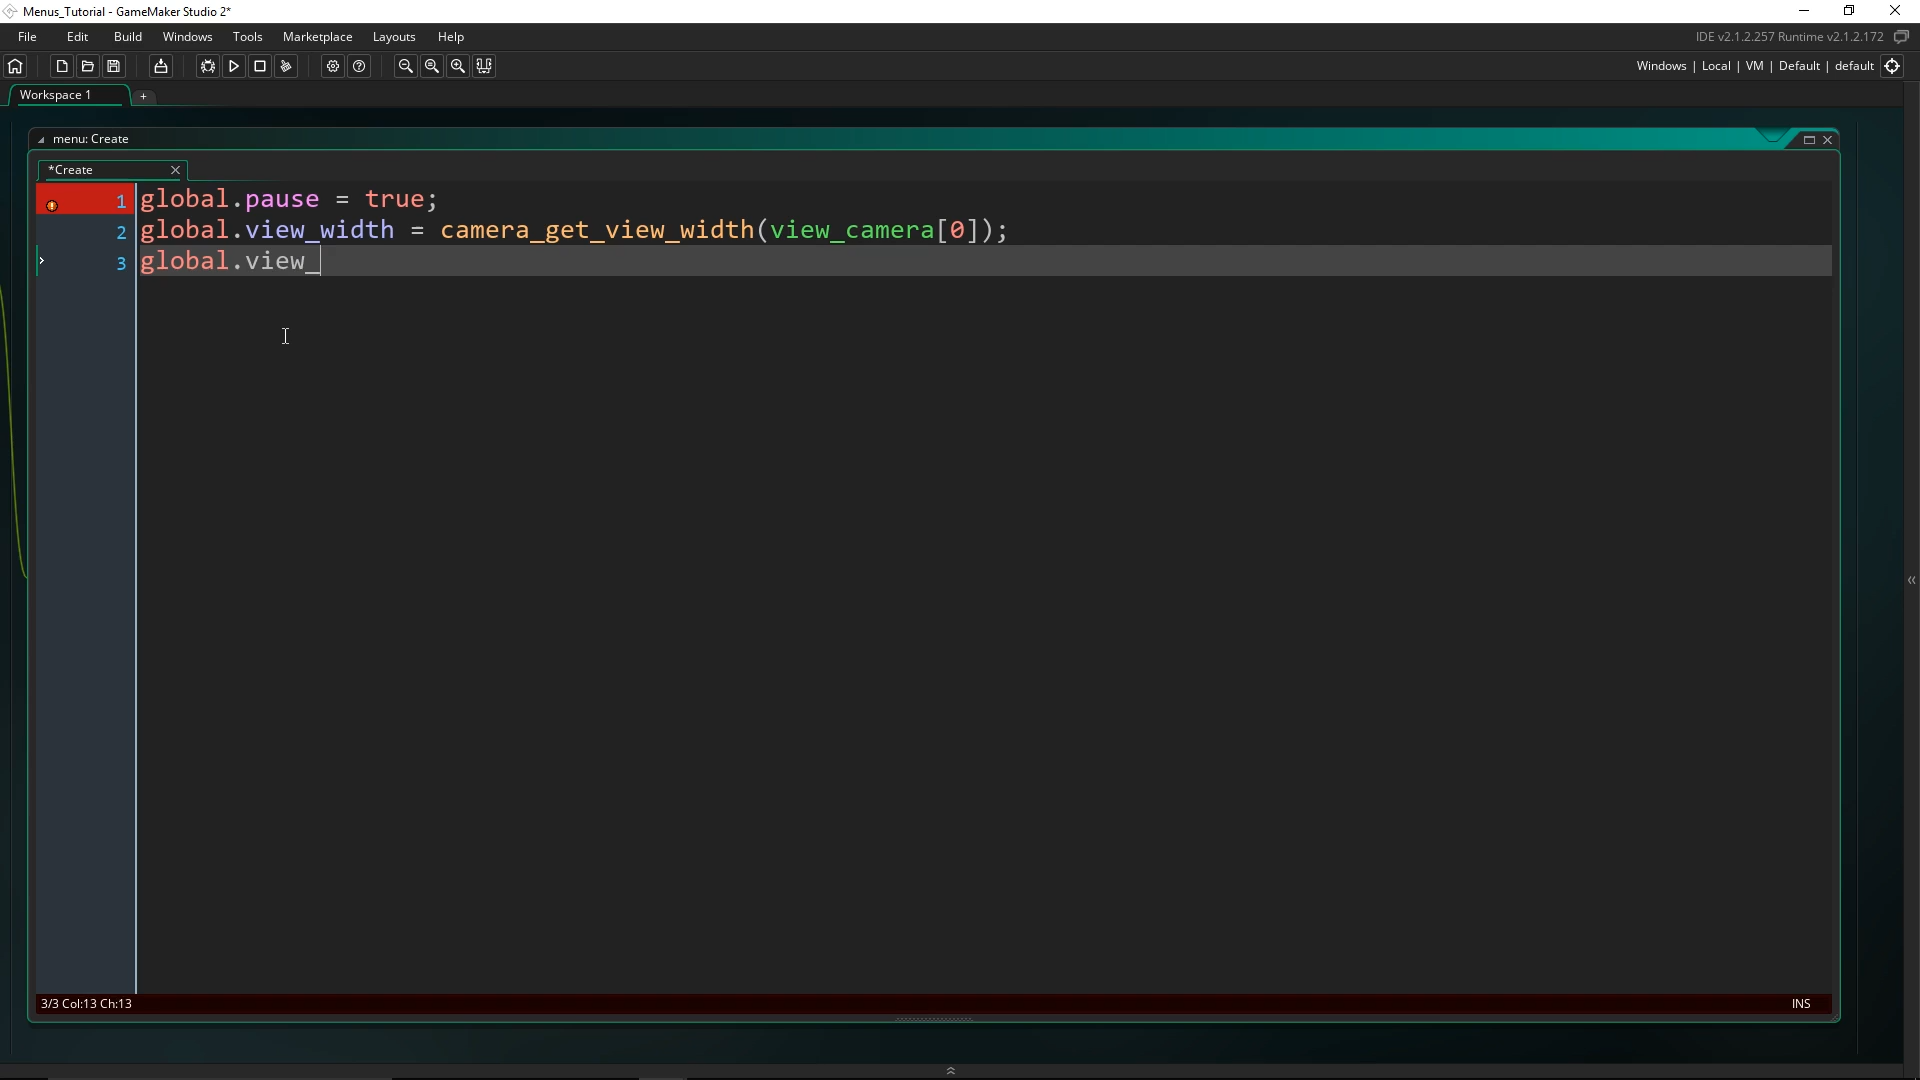 Menus_Tutorial - GameMaker Studio 2*
File Edit Build Windows Tools Marketplace Layouts Help
IDE v2.1.2.257 Runtime v2.1.2.172
Windows | Local | VM | Default | default
Workspace 1 +
menu: Create
*Create
1 global.pause = true;
2 global.view_width = camera_get_view_width(view_camera[0]);
3 global.view_
3/3 Col:13 Ch:13
INS